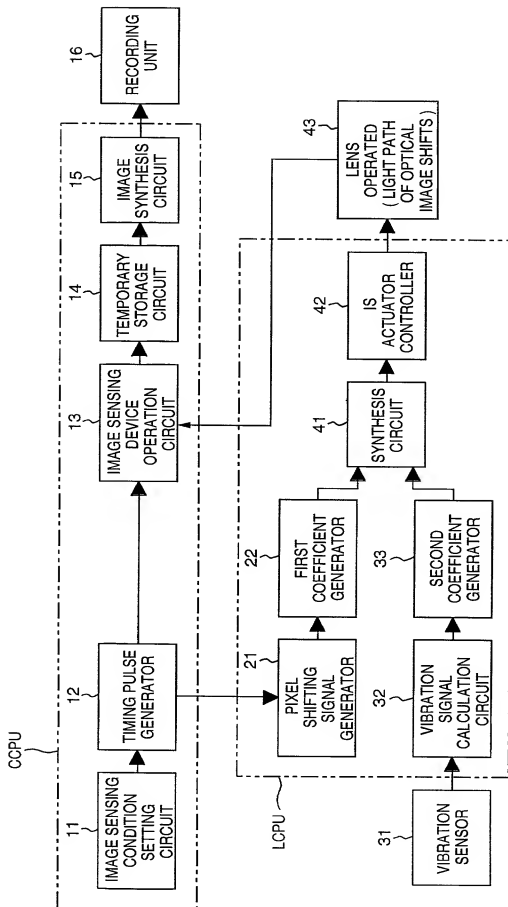 CCPU
11
IMAGE SENSING
CONDITION
SETTING
CIRCUIT
12
TIMING PULSE
GENERATOR
13
IMAGE SENSING
DEVICE
OPERATION
CIRCUIT
14
TEMPORARY
STORAGE
CIRCUIT
15
IMAGE
SYNTHESIS
CIRCUIT
16
RECORDING
UNIT
LCPU
21
PIXEL
SHIFTING
SIGNAL
GENERATOR
22
FIRST
COEFFICIENT
GENERATOR
31
VIBRATION
SENSOR
32
VIBRATION
SIGNAL
CALCULATION
CIRCUIT
33
SECOND
COEFFICIENT
GENERATOR
41
SYNTHESIS
CIRCUIT
42
IS
ACTUATOR
CONTROLLER
43
LENS
OPERATED
( LIGHT PATH
OF OPTICAL
IMAGE SHIFTS )